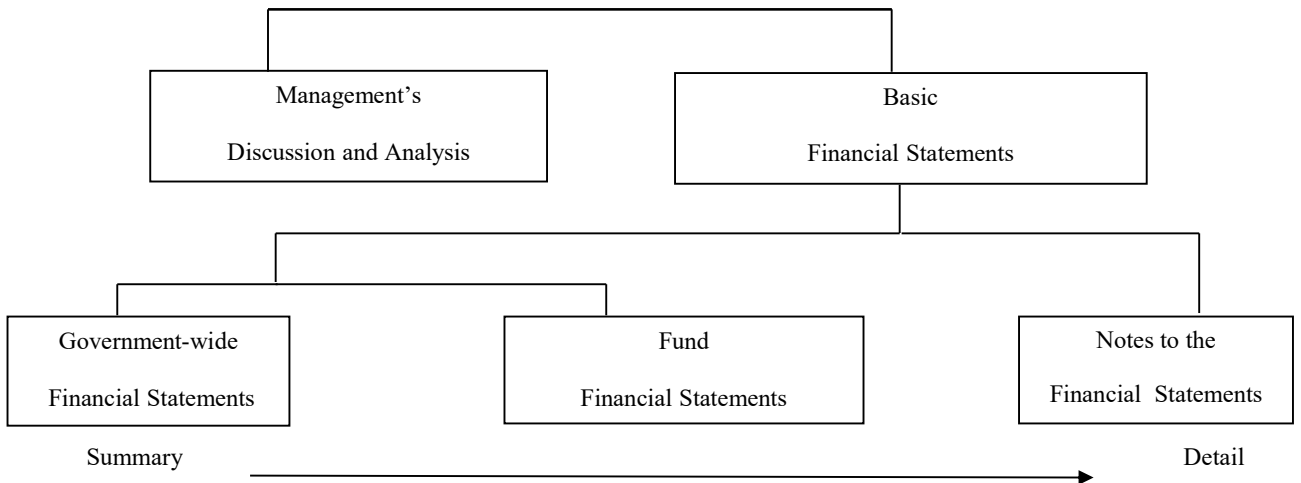 Management’s
Discussion and Analysis
Basic
Financial Statements
Government-wide
Financial Statements
Fund
Financial Statements
Notes to the
Financial Statements
Summary
Detail